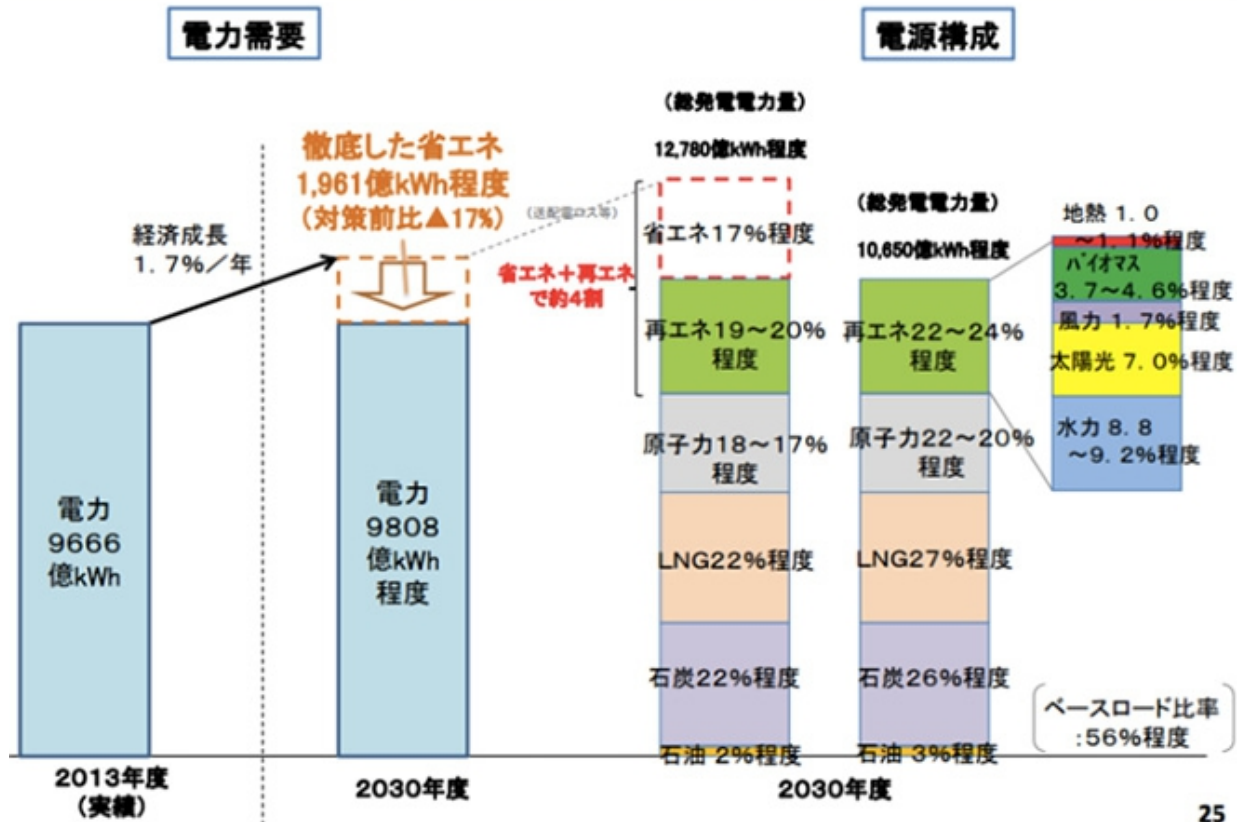 電力需要
電源構成
(総発電電力量)
12,780億kWh程度
徹底した省エネ
1,961億kWh程度
(対策前比▲17%)
(送配電ロス等)
経済成長
1.7%/年
省エネ17%程度
省エネ+再エネ
で約4割
再エネ19~20%
程度
原子力18~17%
程度
LNG22%程度
石炭22%程度
石油 2%程度
(総発電電力量)
10,650億kWh程度
再エネ22~24%
程度
原子力22~20%
程度
LNG27%程度
石炭26%程度
石油 3%程度
地熱 1.0
~1.1%程度
バイオマス
3.7~4.6%程度
風力 1.7%程度
太陽光 7.0%程度
水力 8.8
~9.2%程度
電力
9666
億kWh
電力
9808
億kWh
程度
ベースロード比率
:56%程度
2013年度
(実績)
2030年度
2030年度
25